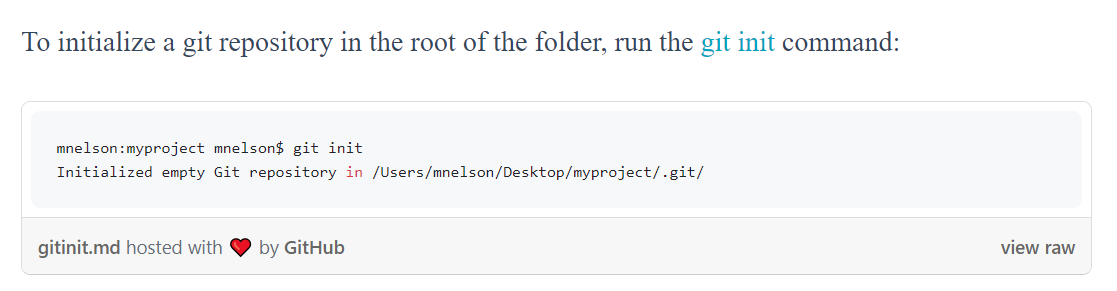 To initialize a git repository in the root of the folder, run the git init command:
mnelson:myproject mnelson$ git init
Initialized empty Git repository in /Users/mnelson/Desktop/myproject/.git/
gitinit.md hosted with ❤ by GitHub view raw